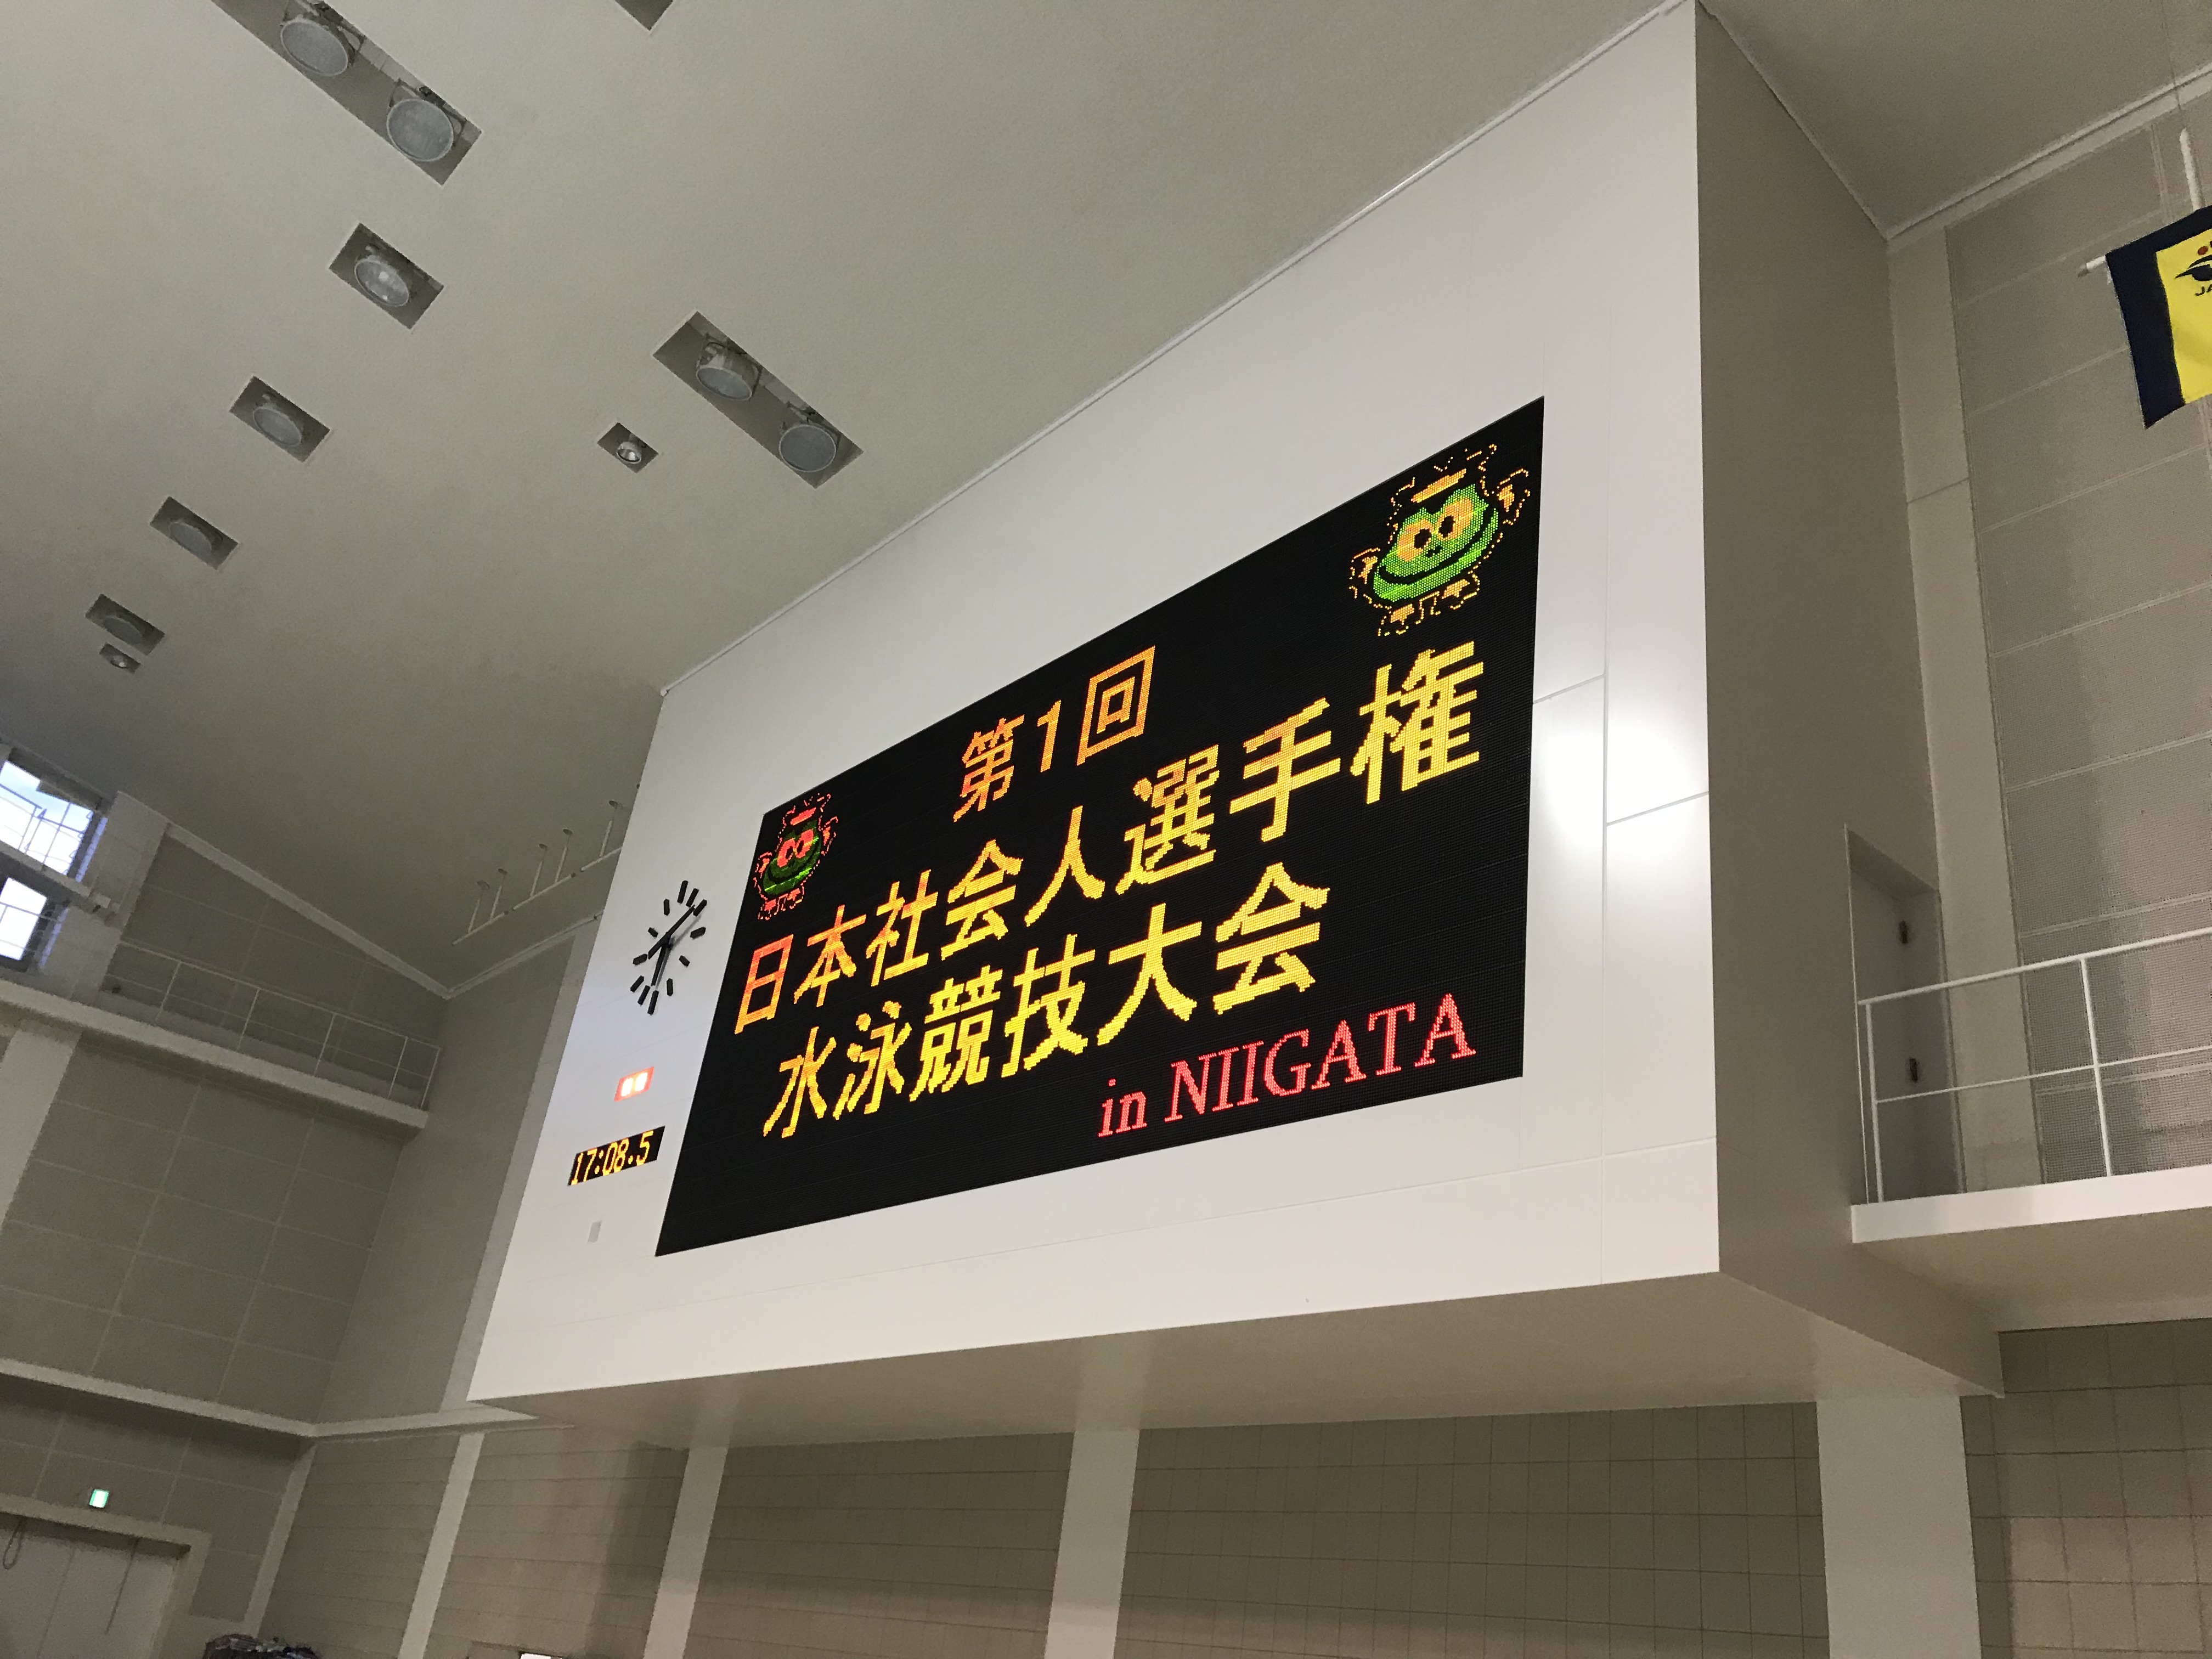 第1回
日本社会人選手権
水泳競技大会
in NIIGATA
17:08.5